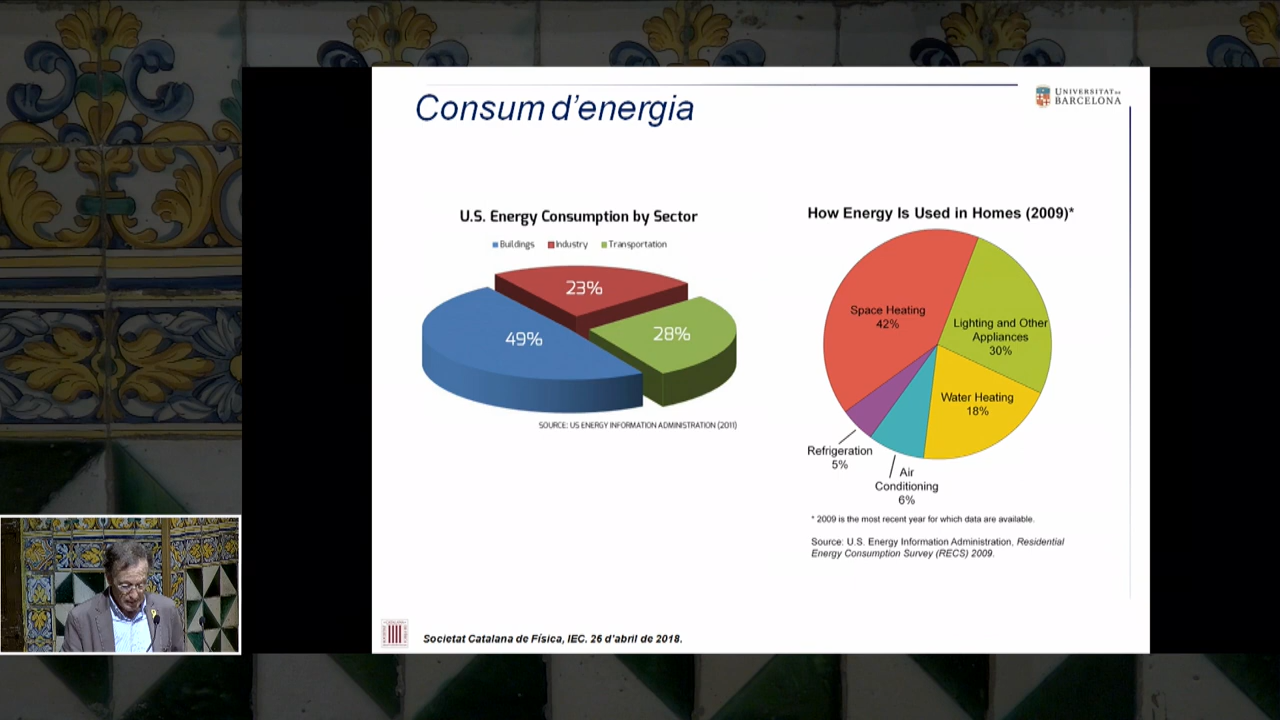 Consum d'energia
UNIVERSITAT DE
BARCELONA
U.S. Energy Consumption by Sector
Buildings Industry Transportation
23%
49%
28%
SOURCE: US ENERGY INFORMATION ADMINISTRATION (2011)
How Energy Is Used in Homes (2009)*
Space Heating
42%
Lighting and Other
Appliances
30%
Water Heating
18%
Refrigeration
5%
Air
Conditioning
6%
* 2009 is the most recent year for which data are available.
Source: U.S. Energy Information Administration, Residential
Energy Consumption Survey (RECS) 2009.
Societat Catalana de Física, IEC. 26 d'abril de 2018.